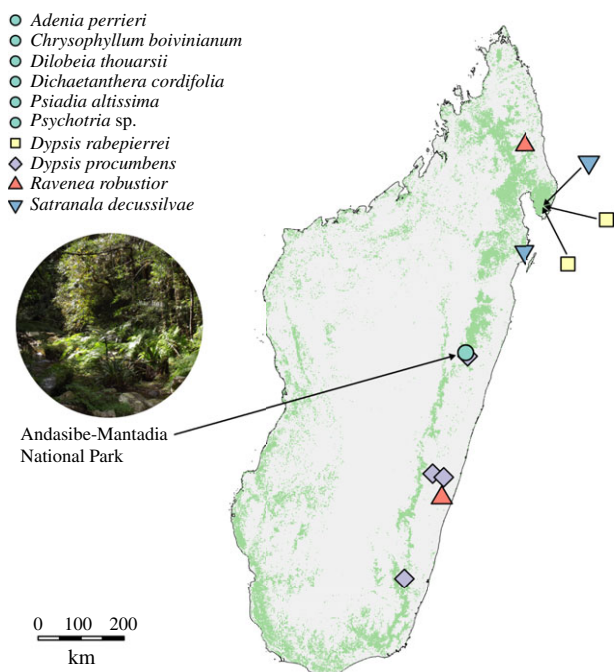 Adenia perrieri
Chrysophyllum boivinianum
Dilobeia thouarsii
Dichaetanthera cordifolia
Psiadia altissima
Psychotria sp.
Dypsis rabepierrei
Dypsis procumbens
Ravenea robustior
Satranala decussilvae
Andasibe-Mantadia
National Park
0 100 200
km